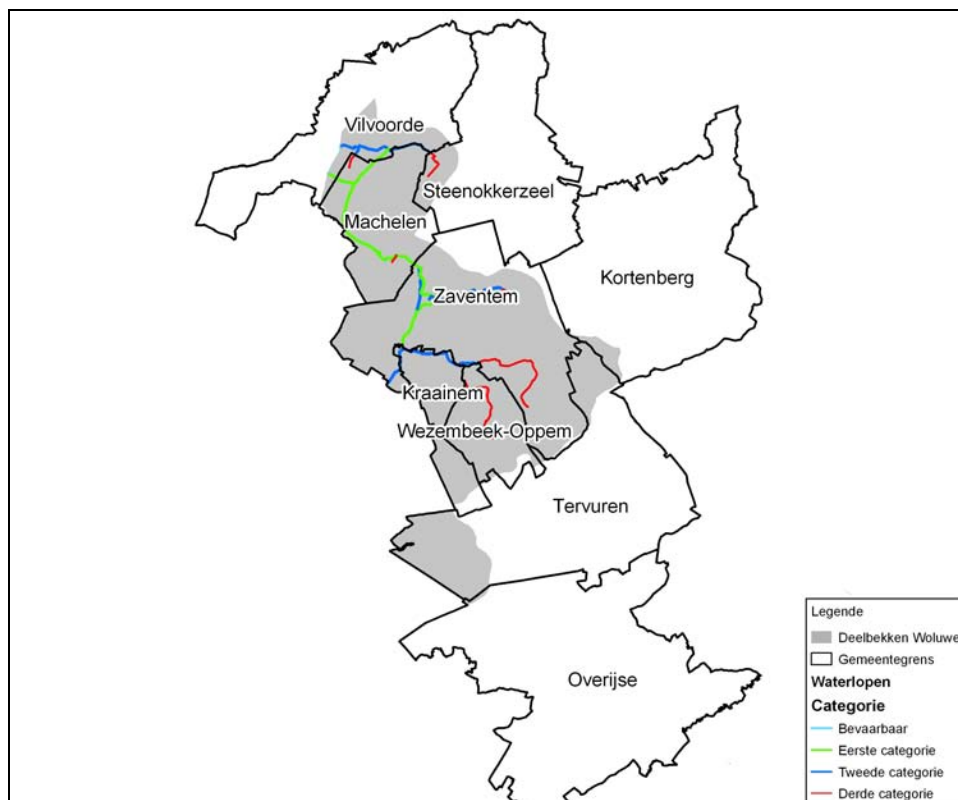 Vilvoorde
Steenokkerzeel
Machelen
Kortenberg
Zaventem
Kraainem
Wezembeek-Oppem
Tervuren
Overijse
Legende
Deelbekken Woluwe
Gemeentegrens
Waterlopen
Categorie
Bevaarbaar
Eerste categorie
Tweede categorie
Derde categorie